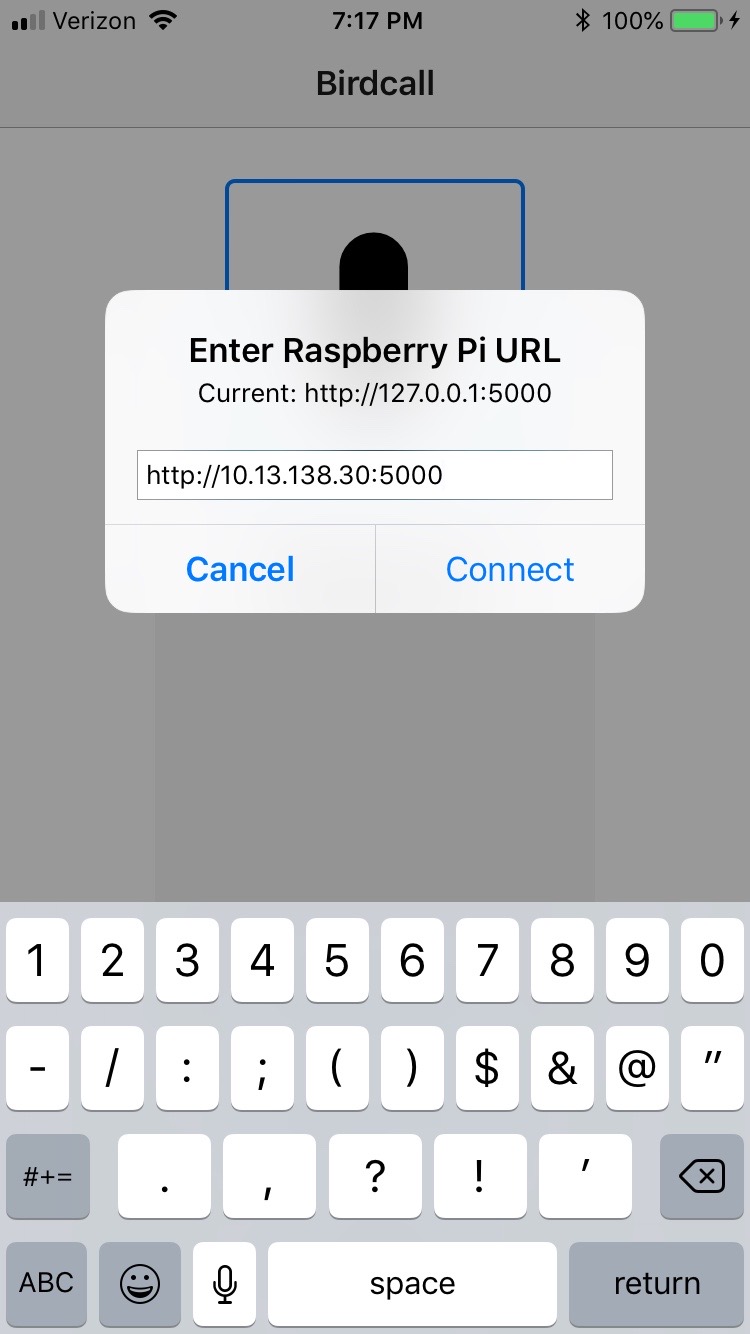 Verizon 7:17 PM 100%
Birdcall
Enter Raspberry Pi URL
Current: http://127.0.0.1:5000
http://10.13.138.30:5000
Cancel Connect
1 2 3 4 5 6 7 8 9 0
- / : ; ( ) $ & @ "
#+= . , ? ! ' 
ABC space return